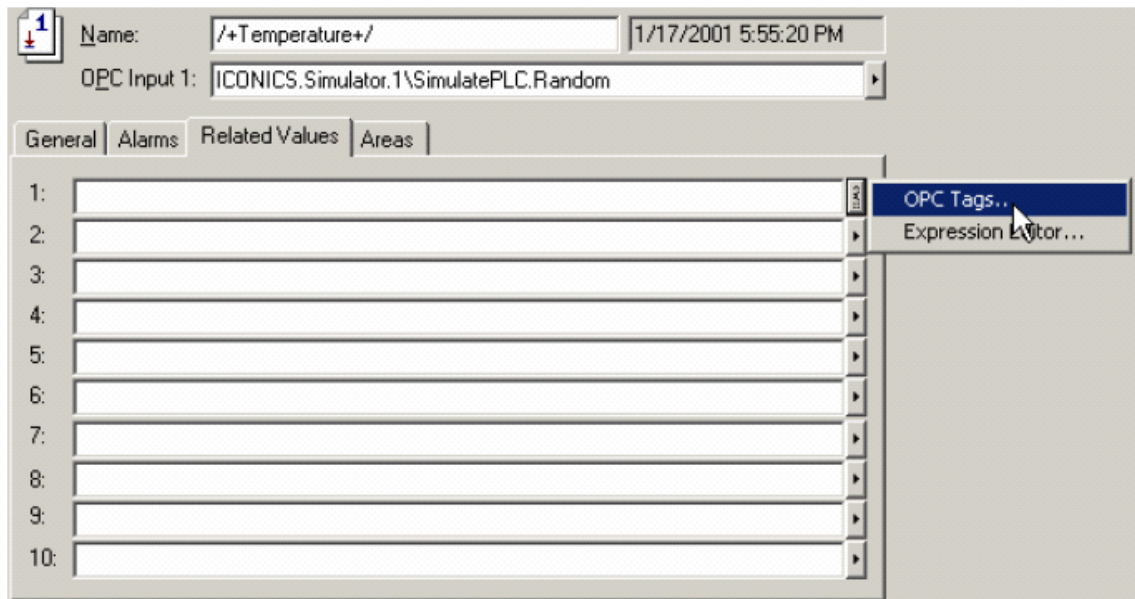 1
Name: /+Temperature+/ 1/17/2001 5:55:20 PM
OPC Input 1: ICONICS.Simulator.1\SimulatePLC.Random
General Alarms Related Values Areas
1: OPC Tags...
2: Expression Editor...
3:
4:
5:
6:
7:
8:
9:
10: